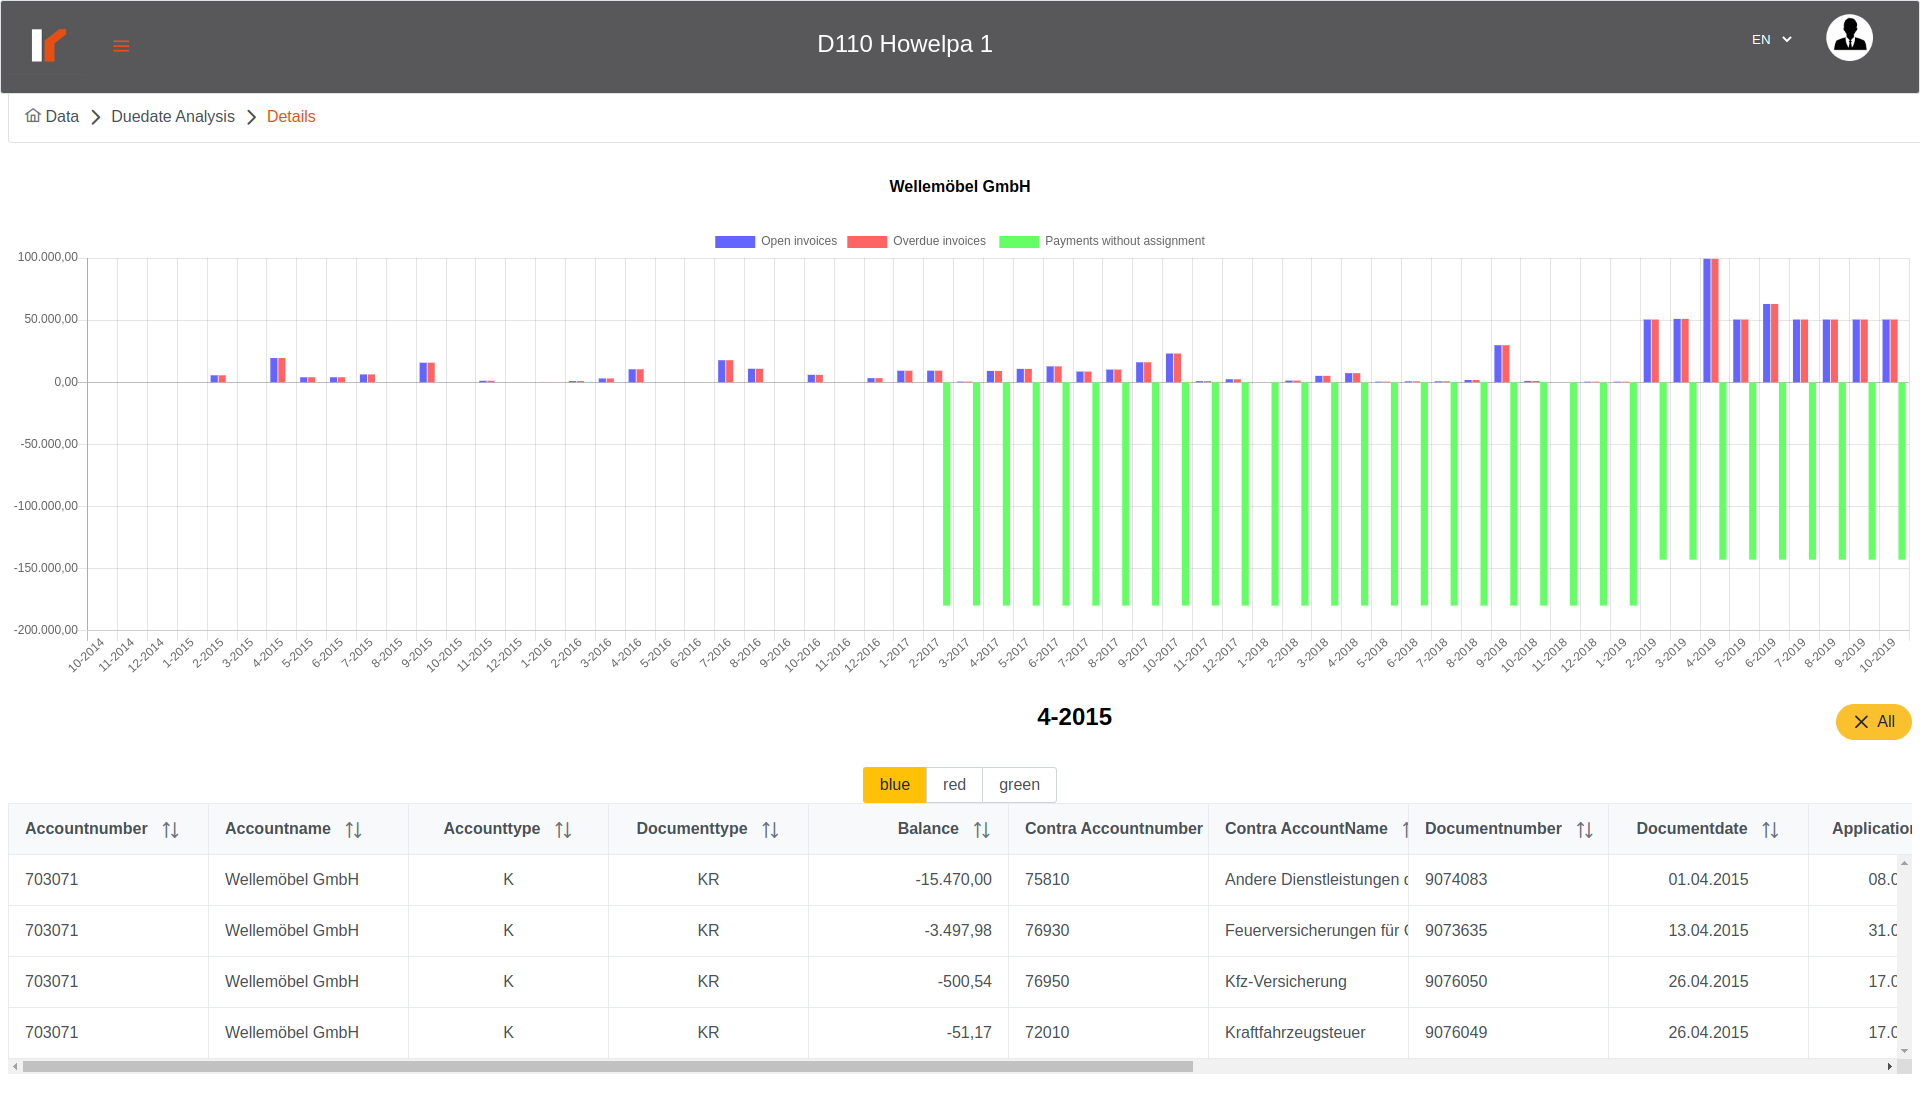 D110 Howelpa 1
EN
Data Duedate Analysis Details
Wellemöbel GmbH
Open invoices Overdue invoices Payments without assignment
100.000,00
50.000,00
0,00
-50.000,00
-100.000,00
-150.000,00
-200.000,00
10-2014 11-2014 12-2014 1-2015 2-2015 3-2015 4-2015 5-2015 6-2015 7-2015 8-2015 9-2015 10-2015 11-2015 12-2015 1-2016 2-2016 3-2016 4-2016 5-2016 6-2016 7-2016 8-2016 9-2016 10-2016 11-2016 12-2016 1-2017 2-2017 3-2017 4-2017 5-2017 6-2017 7-2017 8-2017 9-2017 10-2017 11-2017 12-2017 1-2018 2-2018 3-2018 4-2018 5-2018 6-2018 7-2018 8-2018 9-2018 10-2018 11-2018 12-2018 1-2019 2-2019 3-2019 4-2019 5-2019 6-2019 7-2019 8-2019 9-2019 10-2019
4-2015
All
blue red green
Accountnumber Accountname Accounttype Documenttype Balance Contra Accountnumber Contra AccountName Documentnumber Documentdate Application
703071 Wellemöbel GmbH K KR -15.470,00 75810 Andere Dienstleistungen 9074083 01.04.2015 08.0
703071 Wellemöbel GmbH K KR -3.497,98 76930 Feuerversicherungen für 9073635 13.04.2015 31.0
703071 Wellemöbel GmbH K KR -500,54 76950 Kfz-Versicherung 9076050 26.04.2015 17.0
703071 Wellemöbel GmbH K KR -51,17 72010 Kraftfahrzeugsteuer 9076049 26.04.2015 17.0